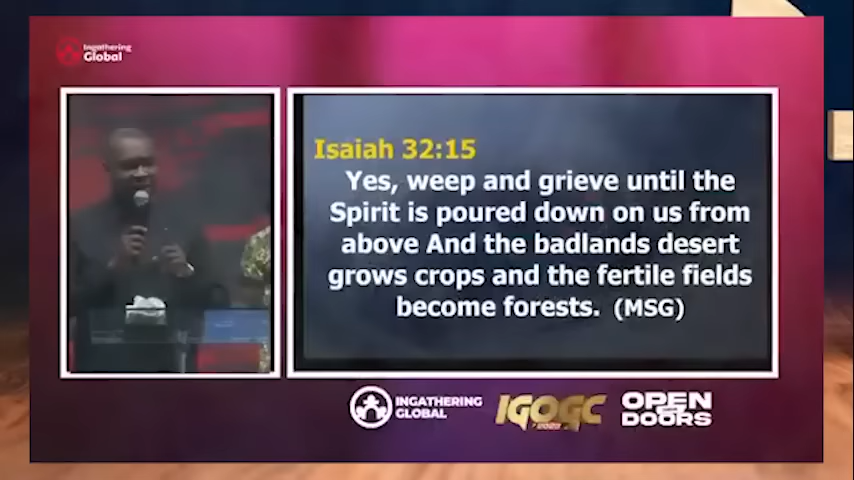 Ingathering
Global
Isaiah 32:15
Yes, weep and grieve until the
Spirit is poured down on us from
above And the badlands desert
grows crops and the fertile fields
become forests. (MSG)
INGATHERING
GLOBAL
IGOGC
2023
OPEN
DOORS